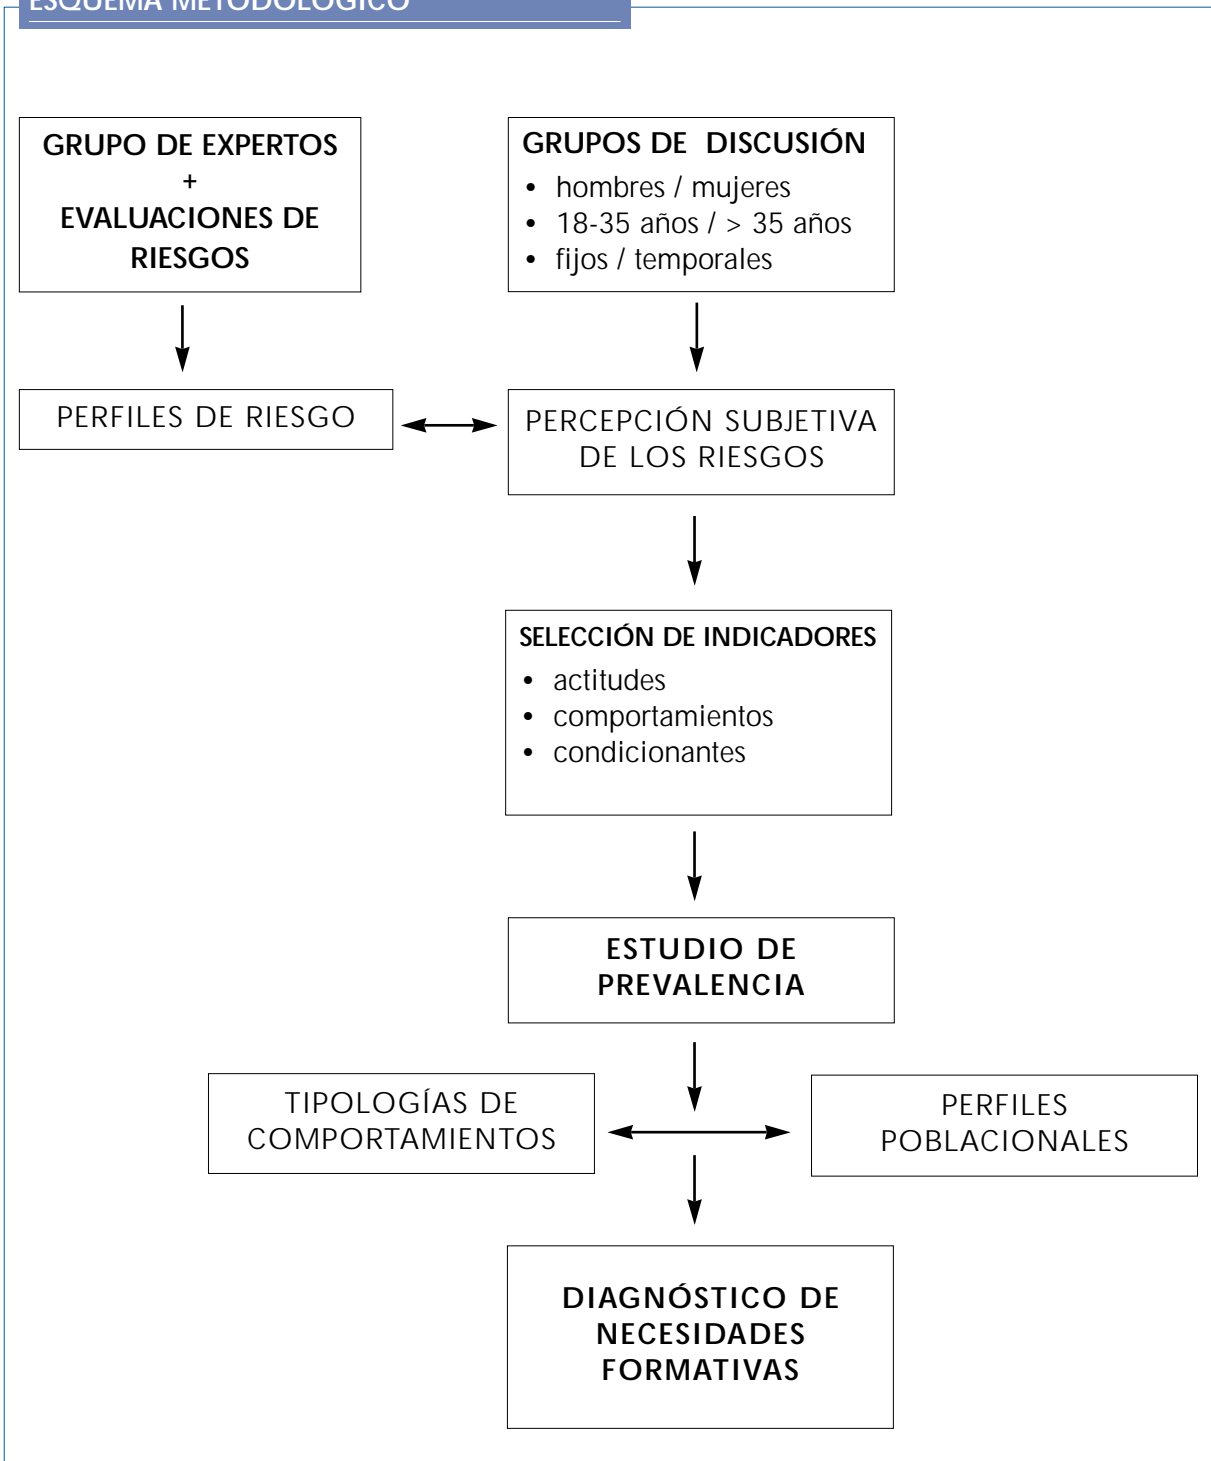 ESQUEMA METODOLÓGICO
GRUPO DE EXPERTOS
+
EVALUACIONES DE
RIESGOS
GRUPOS DE DISCUSIÓN
• hombres / mujeres
• 18-35 años / > 35 años
• fijos / temporales
PERFILES DE RIESGO
PERCEPCIÓN SUBJETIVA
DE LOS RIESGOS
SELECCIÓN DE INDICADORES
• actitudes
• comportamientos
• condicionantes
ESTUDIO DE
PREVALENCIA
TIPOLOGÍAS DE
COMPORTAMIENTOS
PERFILES
POBLACIONALES
DIAGNÓSTICO DE
NECESIDADES
FORMATIVAS